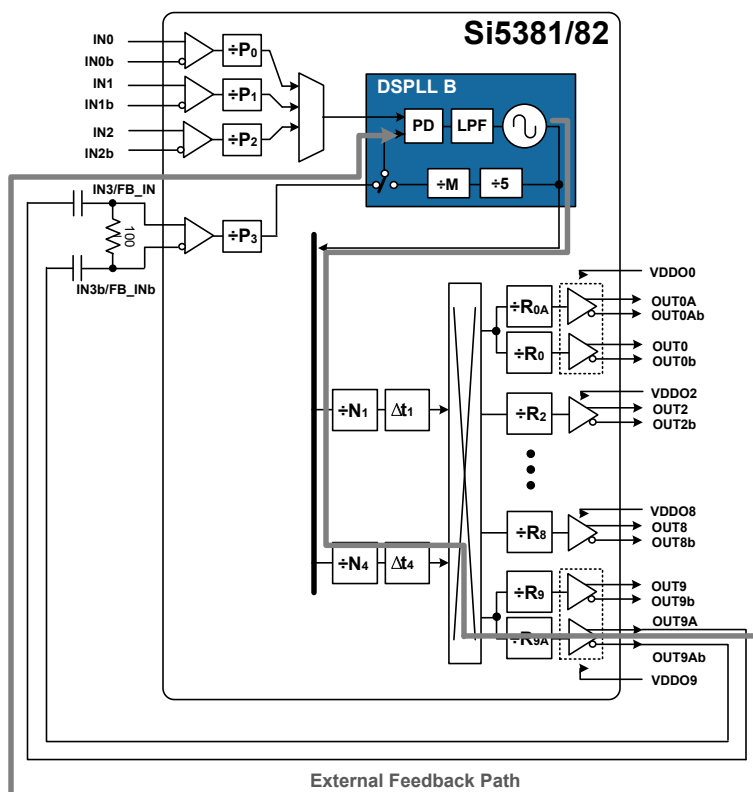 Si5381/82
IN0
IN0b
÷P0
IN1
IN1b
÷P1
IN2
IN2b
÷P2
DSPLL B
PD
LPF
÷M
÷5
IN3/FB_IN
100
IN3b/FB_INb
÷P3
VDDO0
÷R0A
OUT0A
OUT0Ab
÷R0
OUT0
OUT0b
÷N1
Δt1
÷R2
VDDO2
OUT2
OUT2b
÷R8
VDDO8
OUT8
OUT8b
÷N4
Δt4
÷R9
OUT9
OUT9b
÷R9A
OUT9A
OUT9Ab
VDDO9
External Feedback Path